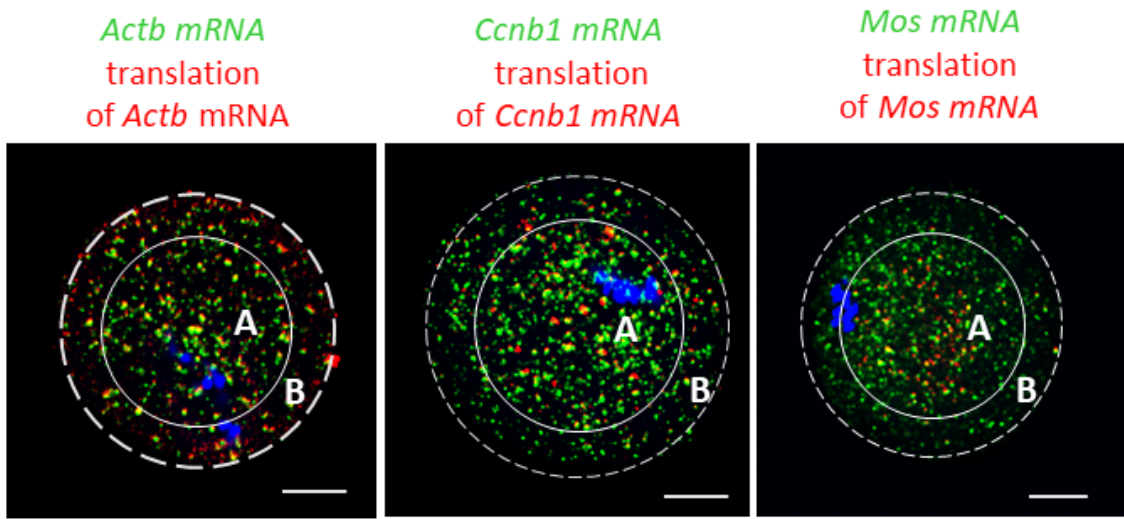 Actb mRNA
translation
of Actb mRNA
Ccnb1 mRNA
translation
of Ccnb1 mRNA
Mos mRNA
translation
of Mos mRNA
A
B
A
B
A
B